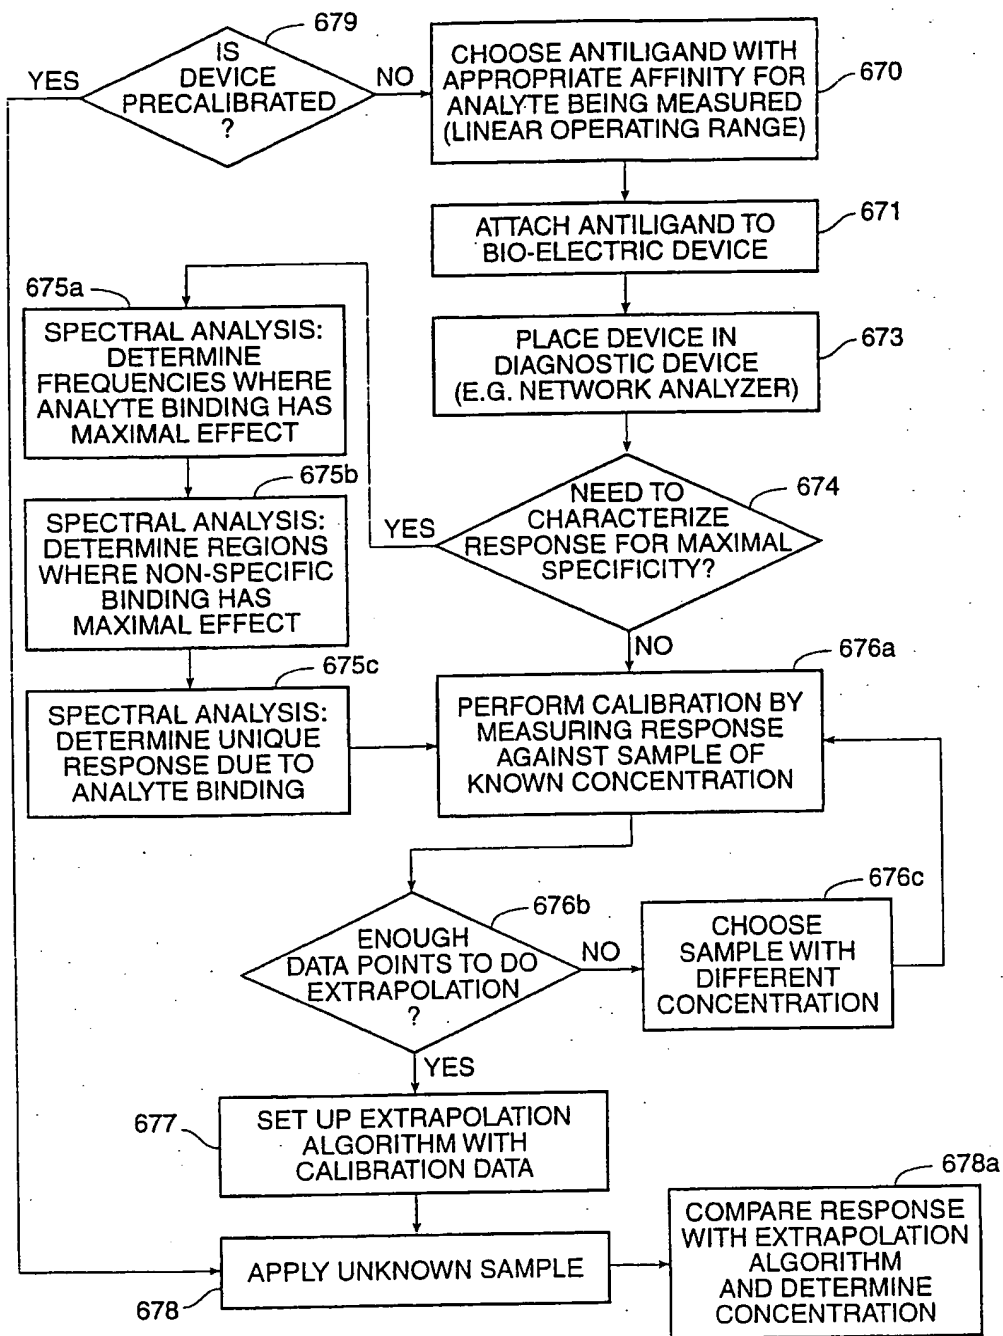 679
IS
DEVICE
PRECALIBRATED
?
YES
NO
CHOOSE ANTILIGAND WITH
APPROPRIATE AFFINITY FOR
ANALYTE BEING MEASURED
(LINEAR OPERATING RANGE)
670
ATTACH ANTILIGAND TO
BIO-ELECTRIC DEVICE
671
PLACE DEVICE IN
DIAGNOSTIC DEVICE
(E.G. NETWORK ANALYZER)
673
NEED TO
CHARACTERIZE
RESPONSE FOR MAXIMAL
SPECIFICITY?
674
YES
NO
675a
SPECTRAL ANALYSIS:
DETERMINE
FREQUENCIES WHERE
ANALYTE BINDING HAS
MAXIMAL EFFECT
675b
SPECTRAL ANALYSIS:
DETERMINE REGIONS
WHERE NON-SPECIFIC
BINDING HAS
MAXIMAL EFFECT
675c
SPECTRAL ANALYSIS:
DETERMINE UNIQUE
RESPONSE DUE TO
ANALYTE BINDING
676a
PERFORM CALIBRATION BY
MEASURING RESPONSE
AGAINST SAMPLE OF
KNOWN CONCENTRATION
676b
ENOUGH
DATA POINTS TO DO
EXTRAPOLATION
?
NO
YES
676c
CHOOSE
SAMPLE WITH
DIFFERENT
CONCENTRATION
677
SET UP EXTRAPOLATION
ALGORITHM WITH
CALIBRATION DATA
APPLY UNKNOWN SAMPLE
678
678a
COMPARE RESPONSE
WITH EXTRAPOLATION
ALGORITHM
AND DETERMINE
CONCENTRATION